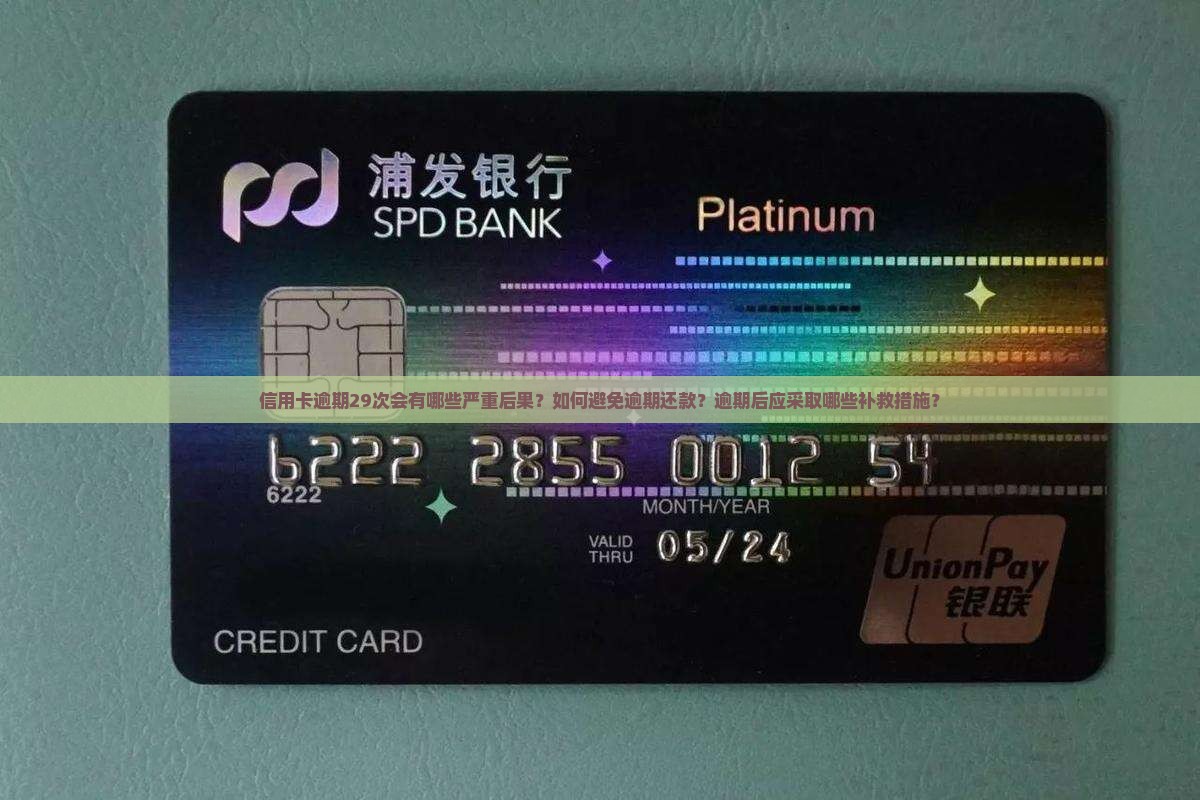 浦发银行
SPD BANK
Platinum
信用卡逾期29次会有哪些严重后果？如何避免逾期还款？逾期后应采取哪些补救措施？
6222 2855 0012 54
6222
MONTH/YEAR
VALID
THRU
05/24
UnionPay
银联
CREDIT CARD